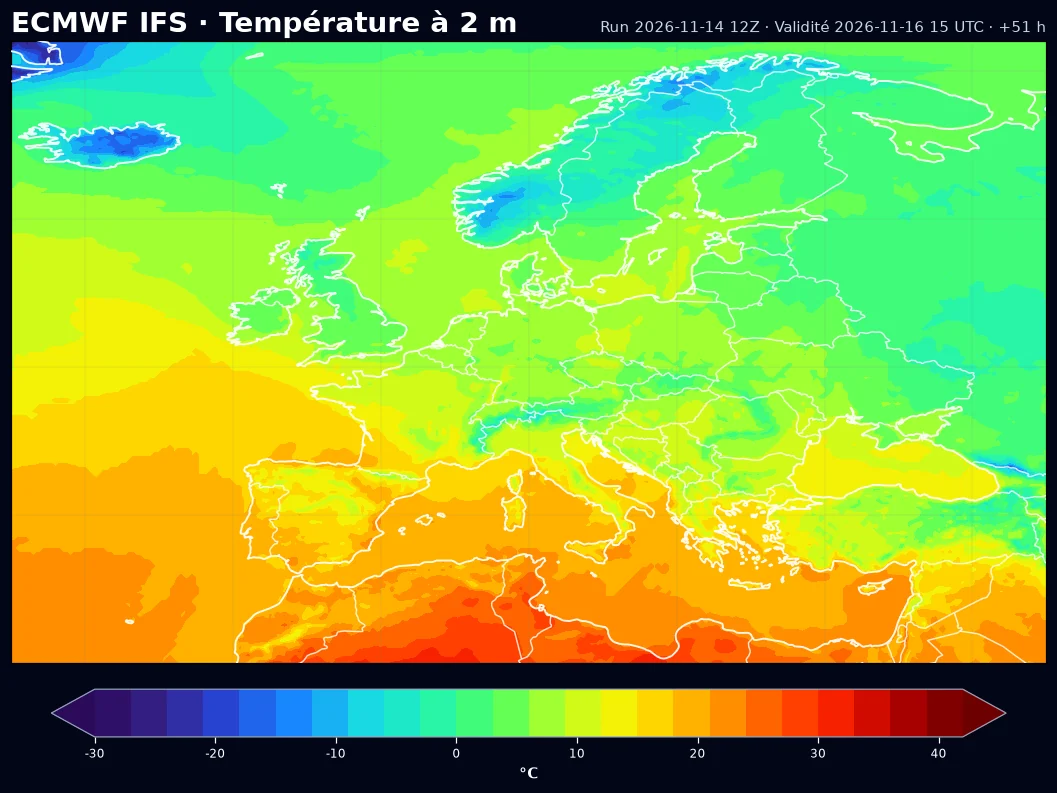 ECMWF IFS · Température à 2 m
Run 2026-11-14 12Z · Validité 2026-11-16 15 UTC · +51 h
-30 -20 -10 0 10 20 30 40
°C